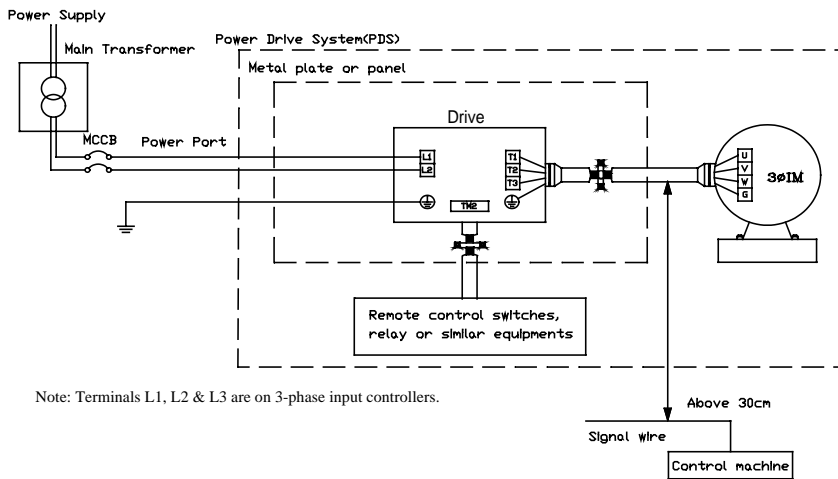 Power Supply
Main Transformer
Power Drive System(PDS)
Metal plate or panel
MCCB
Power Port
Drive
L1
L2
T1
T2
T3
TM2
U
V
W
G
3øIM
Remote control switches,
relay or similar equipments
Note: Terminals L1, L2 & L3 are on 3-phase input controllers.
Above 30cm
Signal wire
Control machine